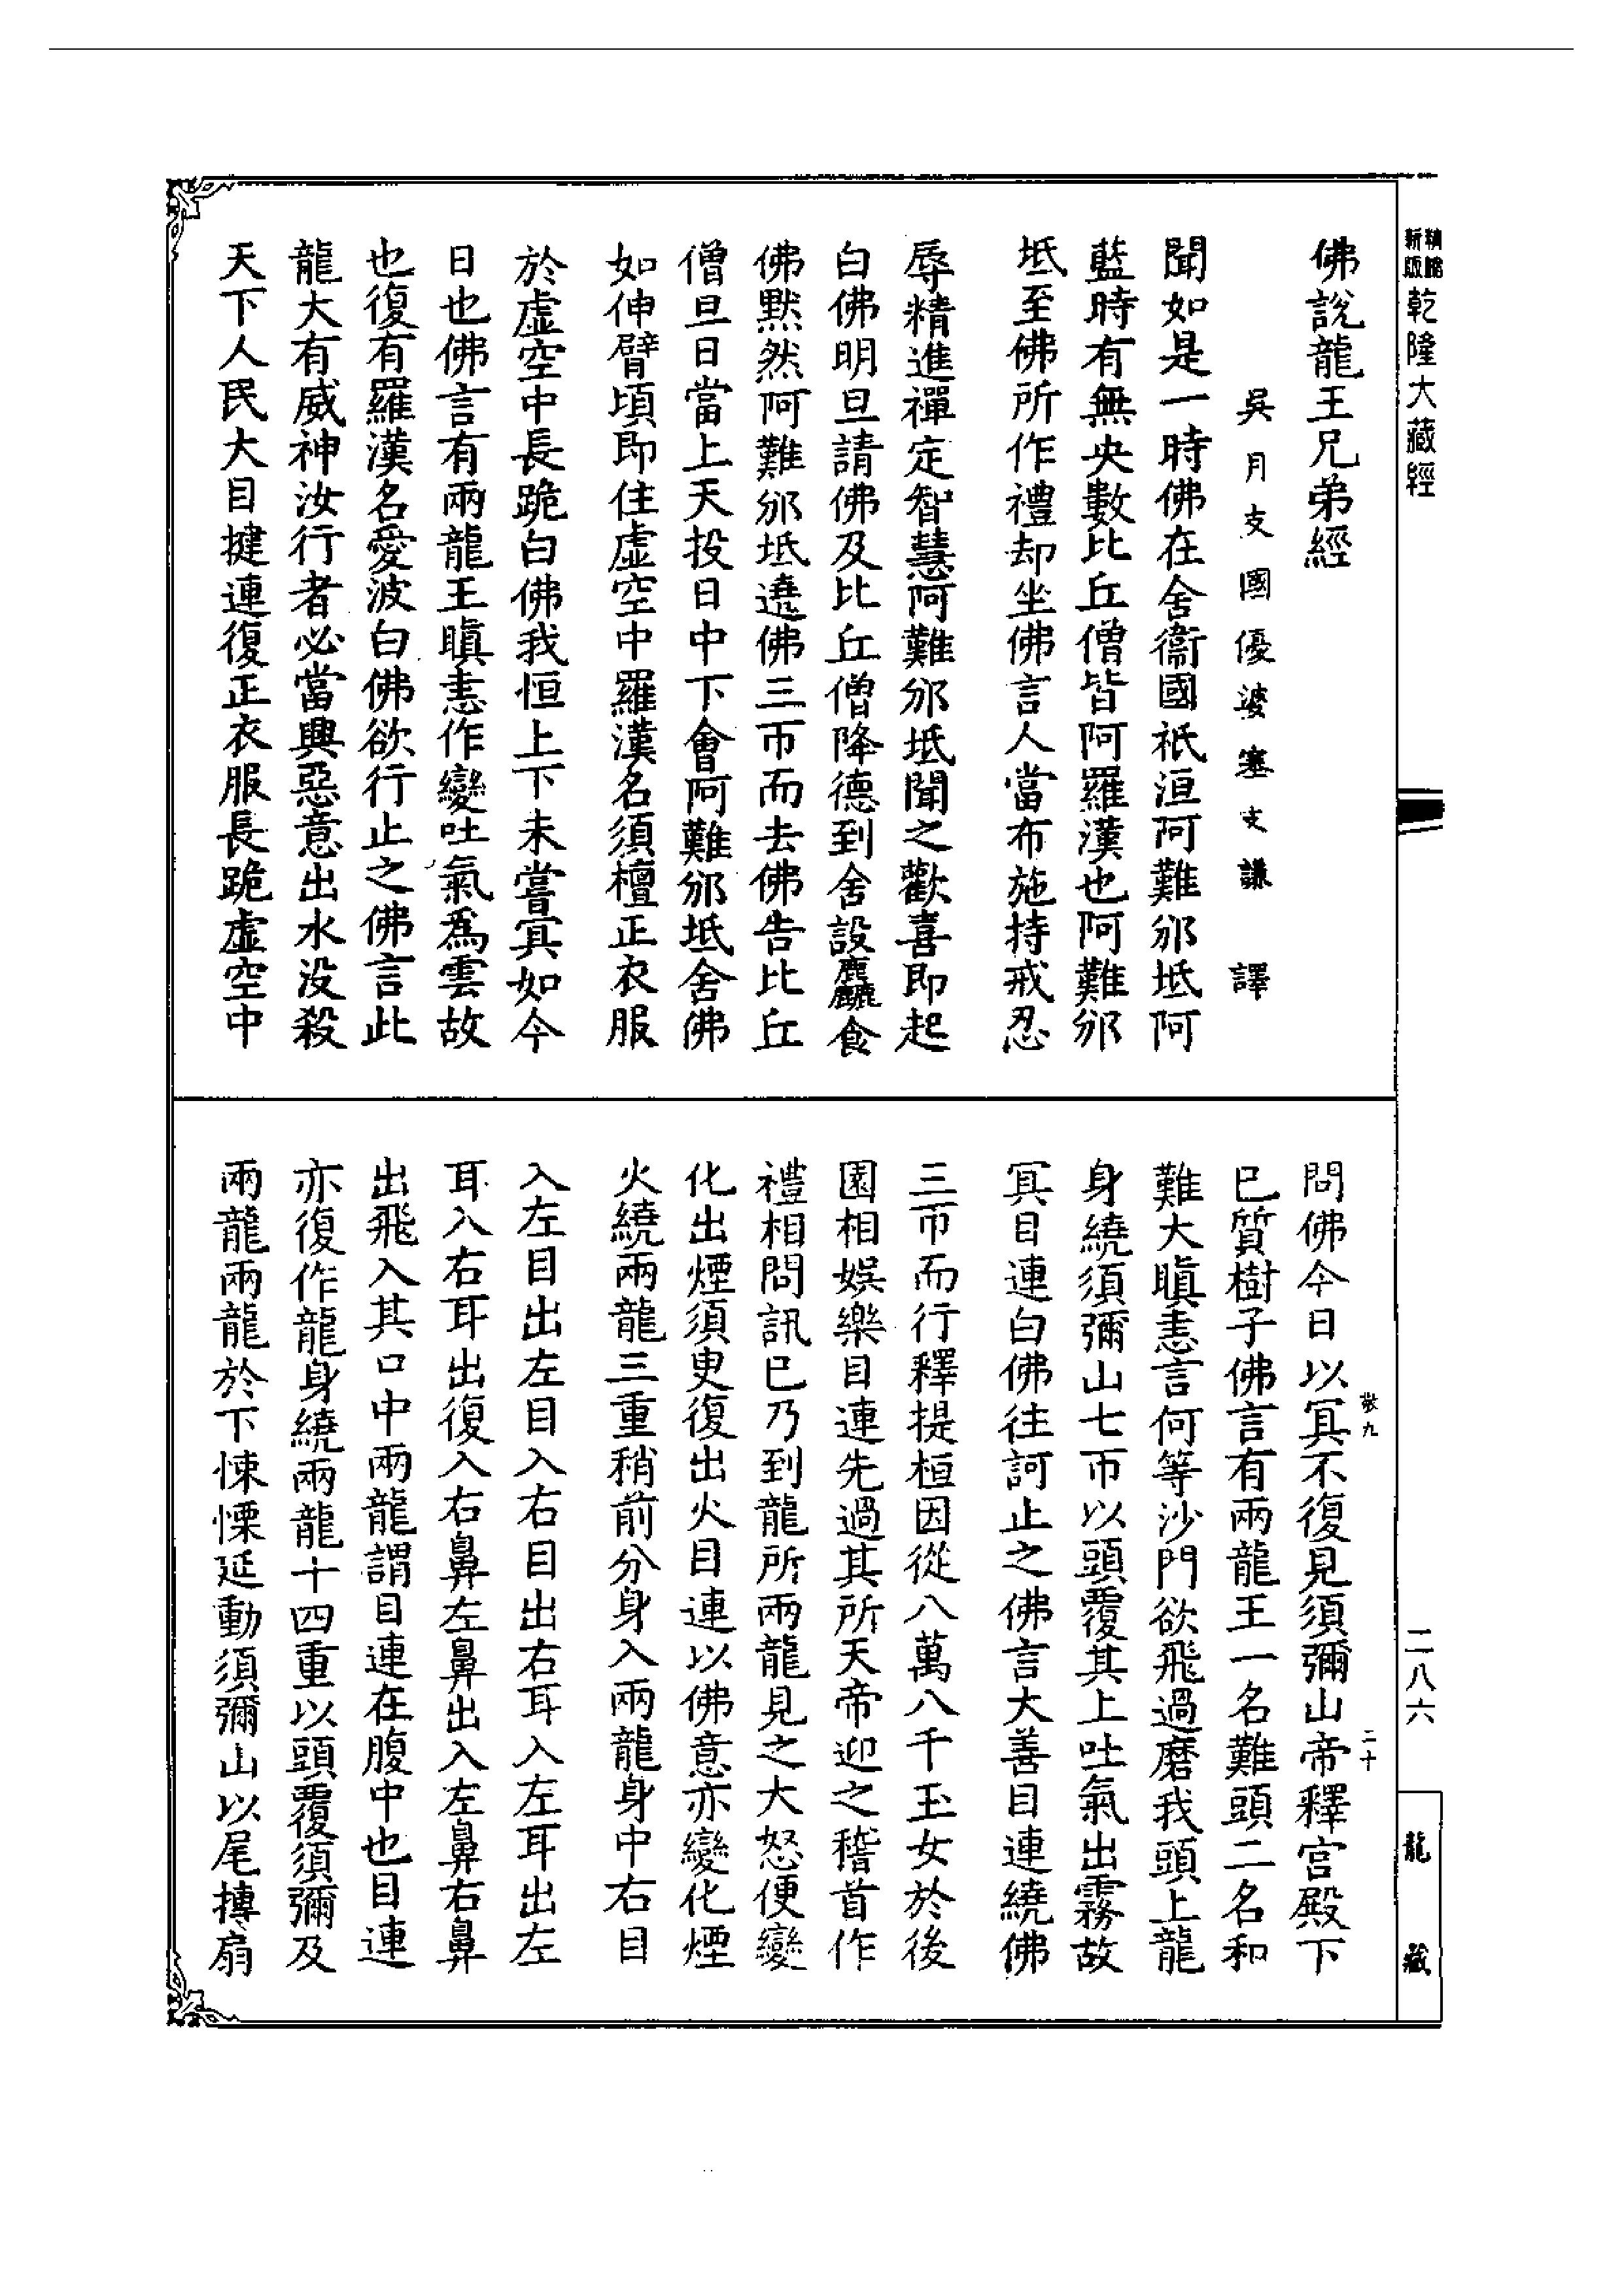 精縮新版 乾隆大藏經
佛說龍王兄弟經
吳月支國優婆塞支謙 譯
聞如是一時佛在舍衞國祇洹阿難邠坻阿
藍時有無央數比丘僧皆阿羅漢也阿難邠
坻至佛所作禮却坐佛言人當布施持戒忍
辱精進禪定智慧阿難邠坻聞之歡喜即起
白佛明旦請佛及比丘僧降德到舍設麤食
佛默然阿難邠坻遶佛三帀而去佛告比丘
僧旦日當上天投日中下會阿難邠坻舍佛
如伸臂頃即住虛空中羅漢名須檀正衣服
於虛空中長跪白佛我恒上下未嘗冥如今
日也佛言有兩龍王瞋恚作變吐氣爲雲故
也復有羅漢名愛波白佛欲行止之佛言此
龍大有威神汝行者必當興惡意出水沒殺
天下人民大目揵連復正衣服長跪虛空中
問佛今日以冥不復見須彌山帝釋宫殿下
巳質樹子佛言有兩龍王一名難頭二名和
難大瞋恚言何等沙門欲飛過磨我頭上龍
身繞須彌山七帀以頭覆其上吐氣出霧故
冥目連白佛往訶止之佛言大善目連繞佛
三帀而行釋提桓因從八萬八千玉女於後
園相娛樂目連先過其所天帝迎之稽首作
禮相問訊巳乃到龍所兩龍見之大怒便變
化出煙須臾復出火目連以佛意亦變化煙
火繞兩龍三重稍前分身入兩龍身中右目
入左目出左目入右目出右耳入左耳出左
耳入右耳出復入右鼻左鼻出入左鼻右鼻
出飛入其口中兩龍謂目連在腹中也目連
亦復作龍身繞兩龍十四重以頭覆須彌及
兩龍兩龍於下悚慄延動須彌山以尾摶扇
敬九
二十
二八六
龍藏